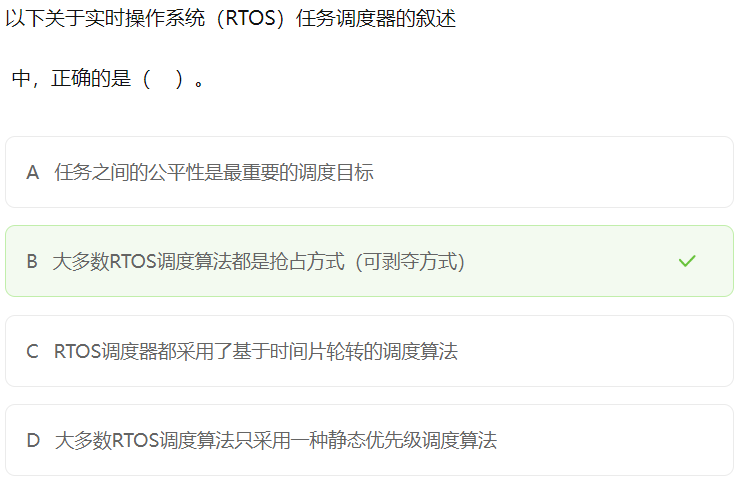 以下关于实时操作系统（RTOS）任务调度器的叙述
中，正确的是（ ）。
A 任务之间的公平性是最重要的调度目标
B 大多数RTOS调度算法都是抢占方式（可剥夺方式）
C RTOS调度器都采用了基于时间片轮转的调度算法
D 大多数RTOS调度算法只采用一种静态优先级调度算法